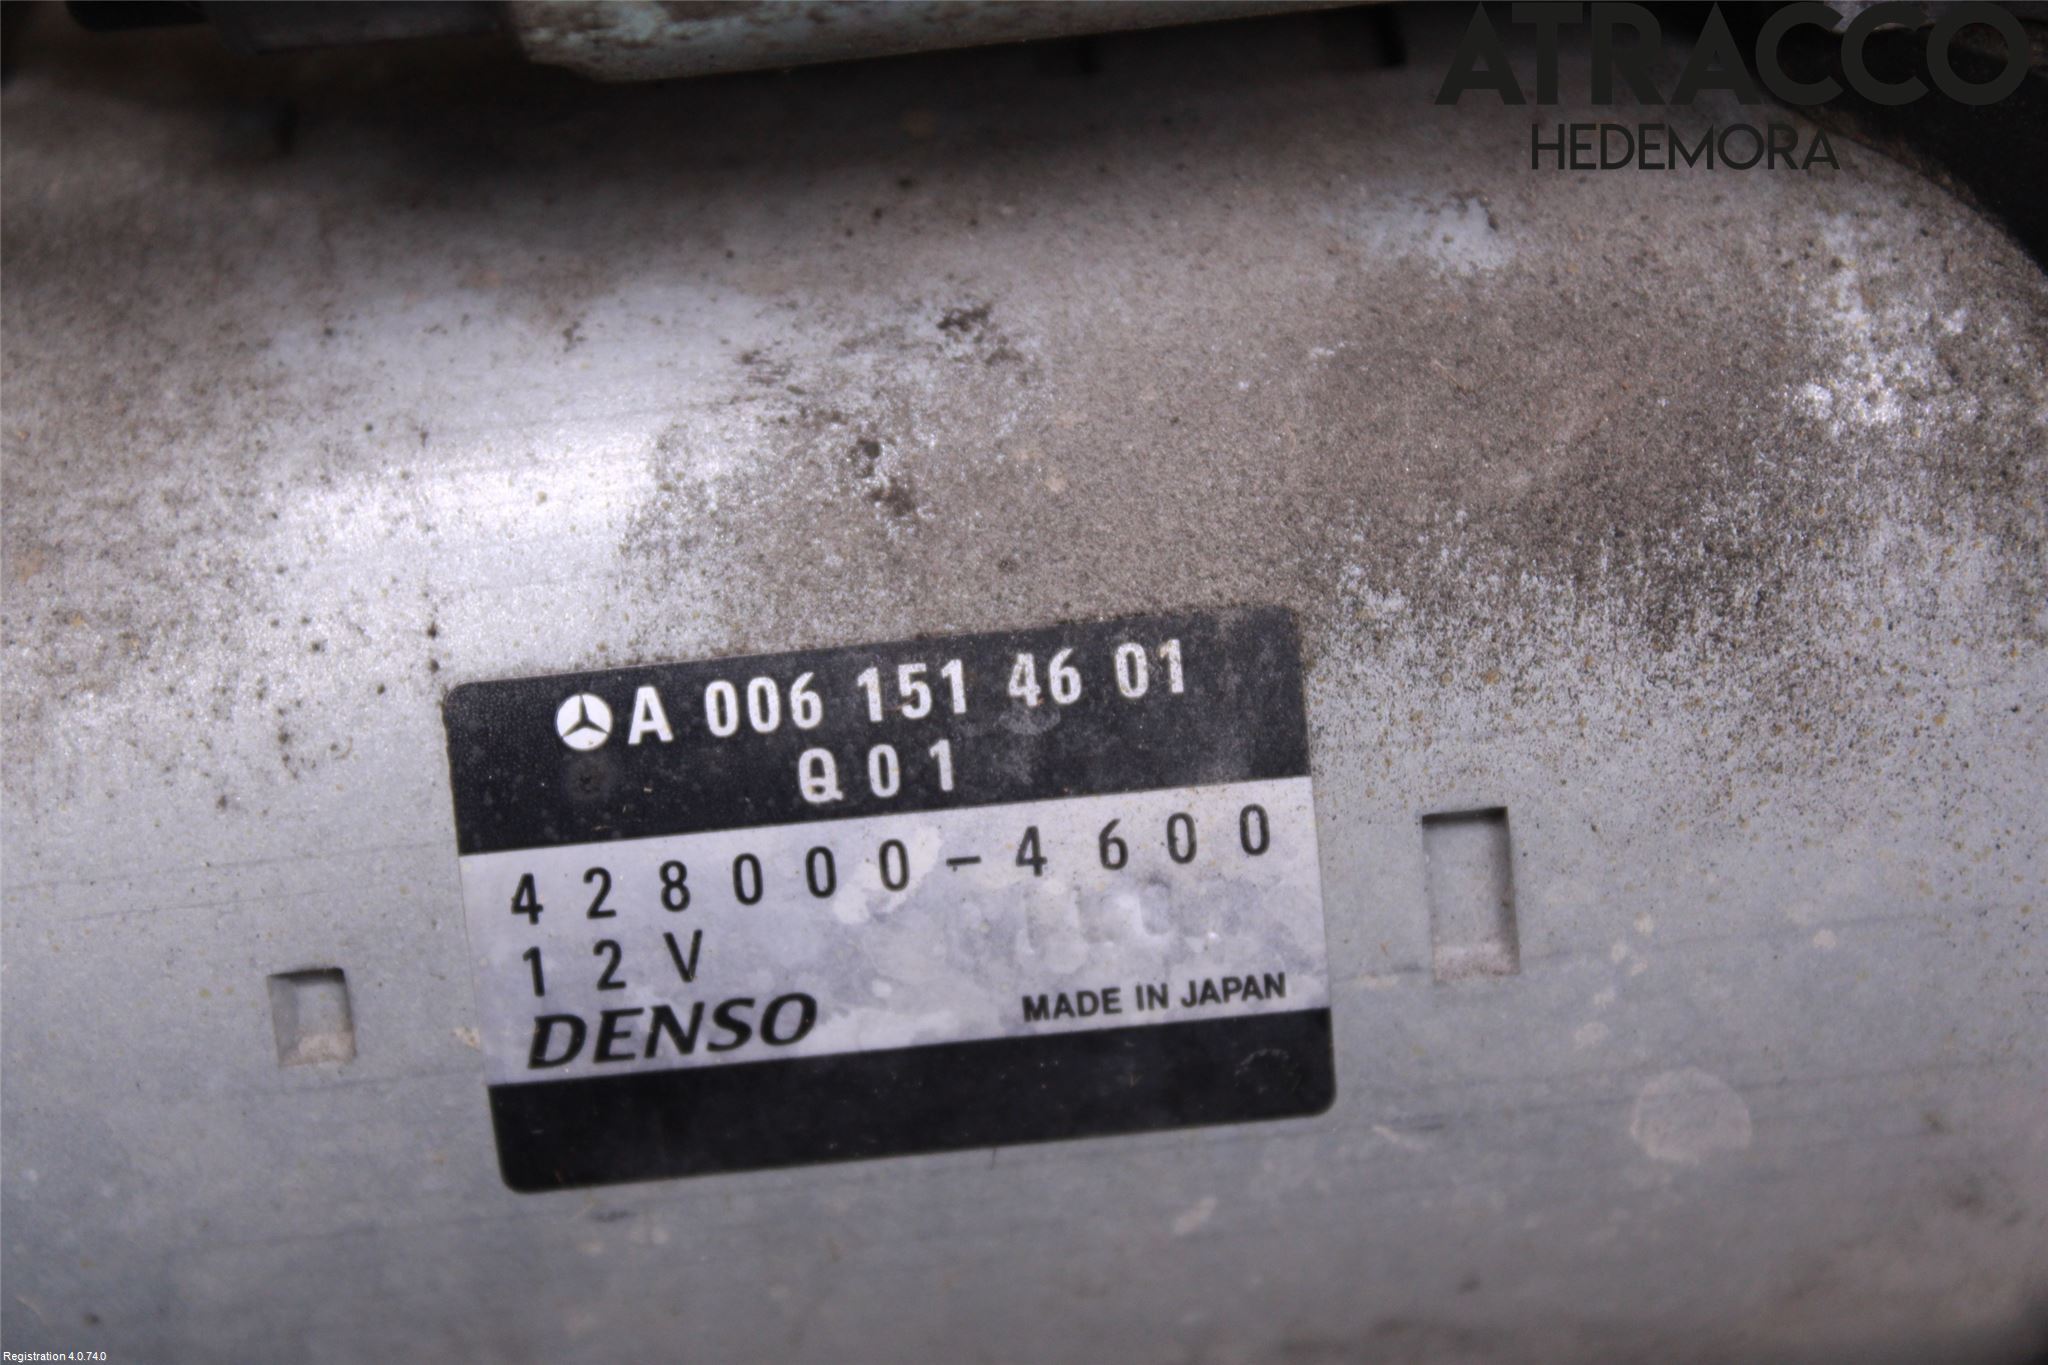 ATRACCO
HEDEMORA
A 006 151 46 01
Q01
428000-4600
12V
DENSO
MADE IN JAPAN
Registration 4.0.74.0